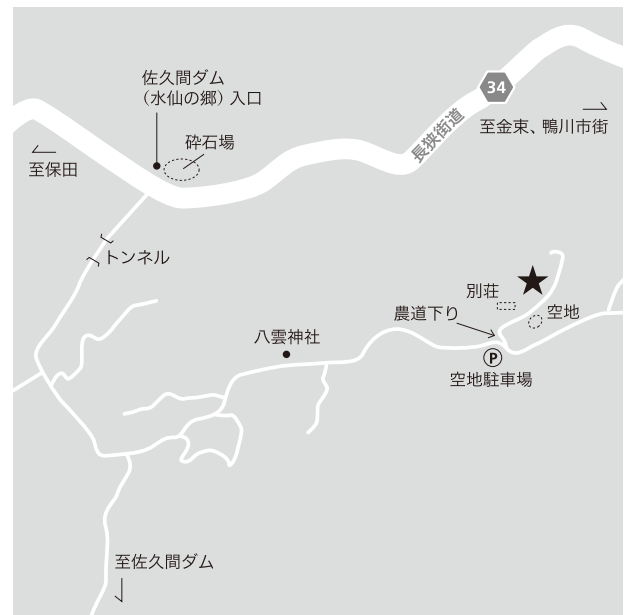 佐久間ダム
（水仙の郷）入口
34
砕石場
長狭街道
至金束、鴨川市街
至保田
トンネル
別荘
農道下り
空地
八雲神社
P
空地駐車場
至佐久間ダム